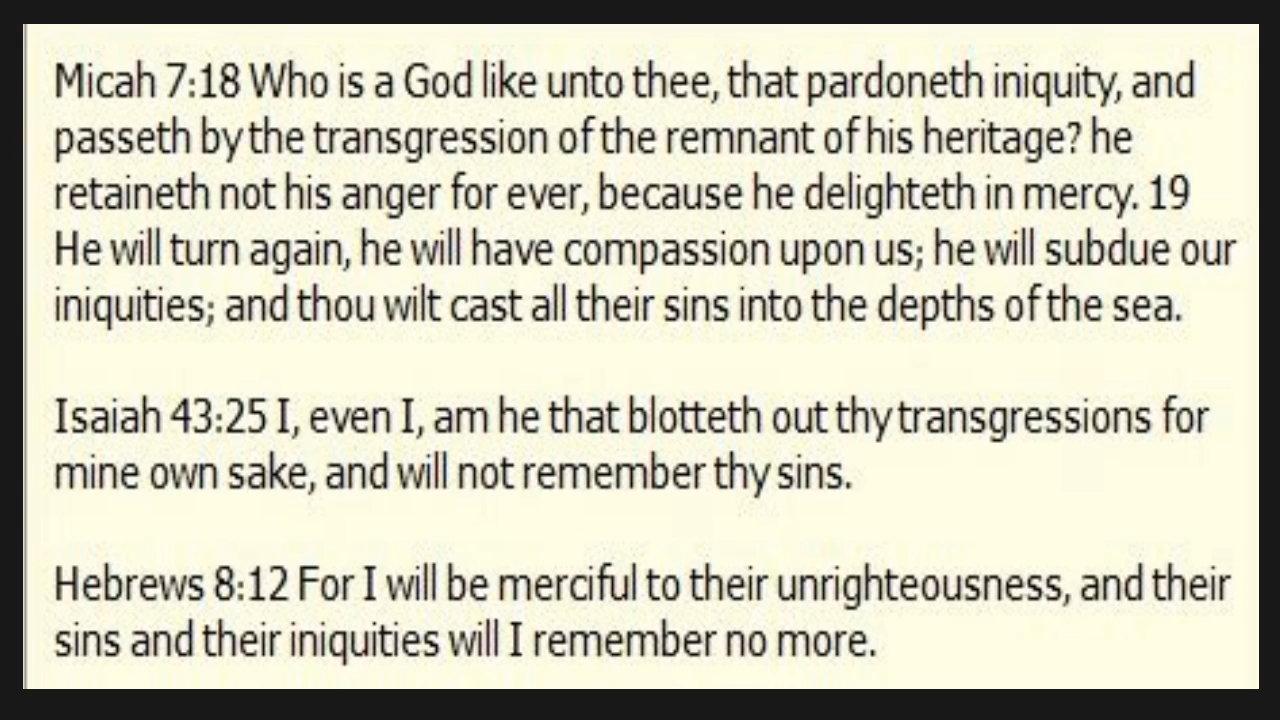 Micah 7:18 Who is a God like unto thee, that pardoneth iniquity, and
passeth by the transgression of the remnant of his heritage? he
retaineth not his anger for ever, because he delighteth in mercy. 19
He will turn again, he will have compassion upon us; he will subdue our
iniquities; and thou wilt cast all their sins into the depths of the sea.
Isaiah 43:25 I, even I, am he that blotteth out thy transgressions for
mine own sake, and will not remember thy sins.
Hebrews 8:12 For I will be merciful to their unrighteousness, and their
sins and their iniquities will I remember no more.